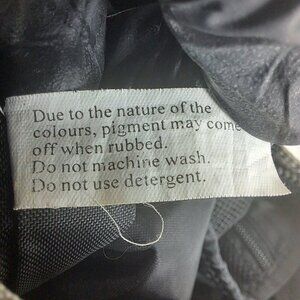 Due to the nature of the
colours, pigment may come
off when rubbed.
Do not machine wash.
Do not use detergent.